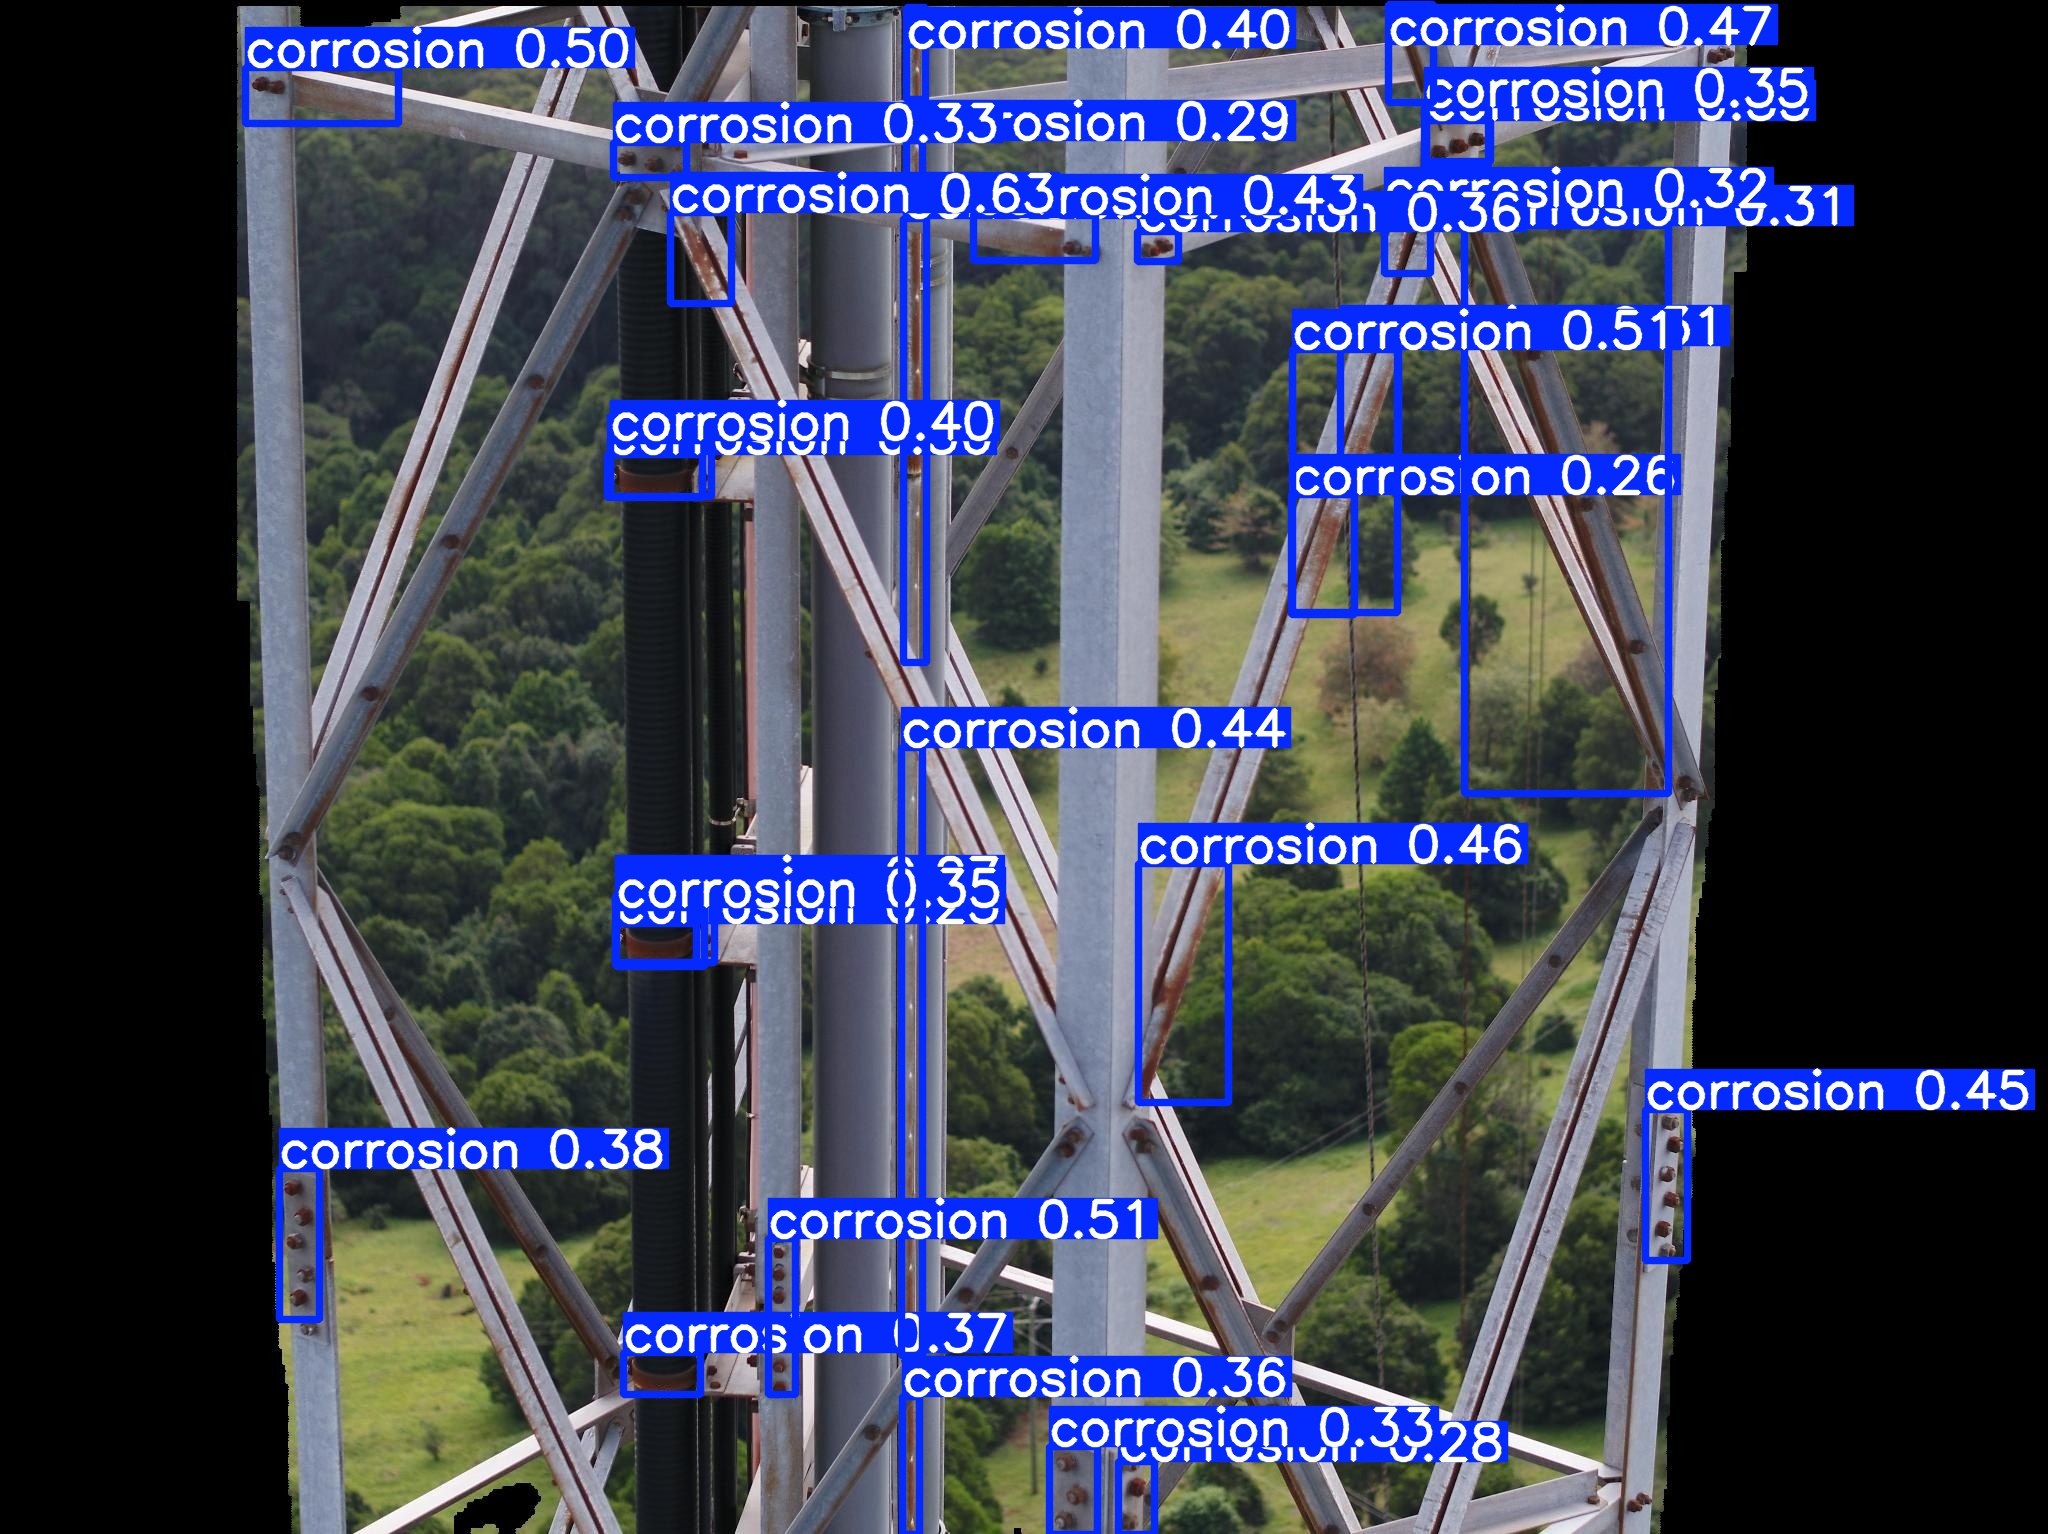 corrosion 0.50
corrosion 0.40
corrosion 0.47
corrosion 0.35
corrosion 0.33
rosion 0.29
corrosion 0.63
rosion 0.43
corrosion 0.32
corrosion 0.36
0.31
corrosion 0.51
corrosion 0.40
corrosion 0.26
corrosion 0.44
corrosion 0.46
corrosion 0.35
corrosion 0.45
corrosion 0.38
corrosion 0.51
corrosion 0.37
corrosion 0.36
corrosion 0.33
corrosion 0.28